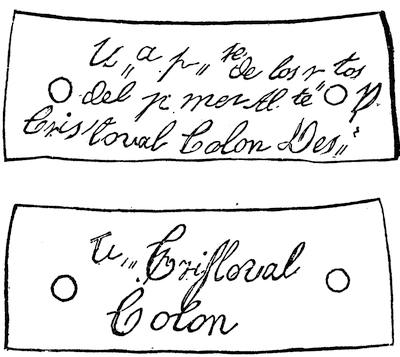 U,, a. p,, te. de los r. tos
del p. mer Al. te D.
Cristoval Colon Des,,
U,,, Cristoval
Colon